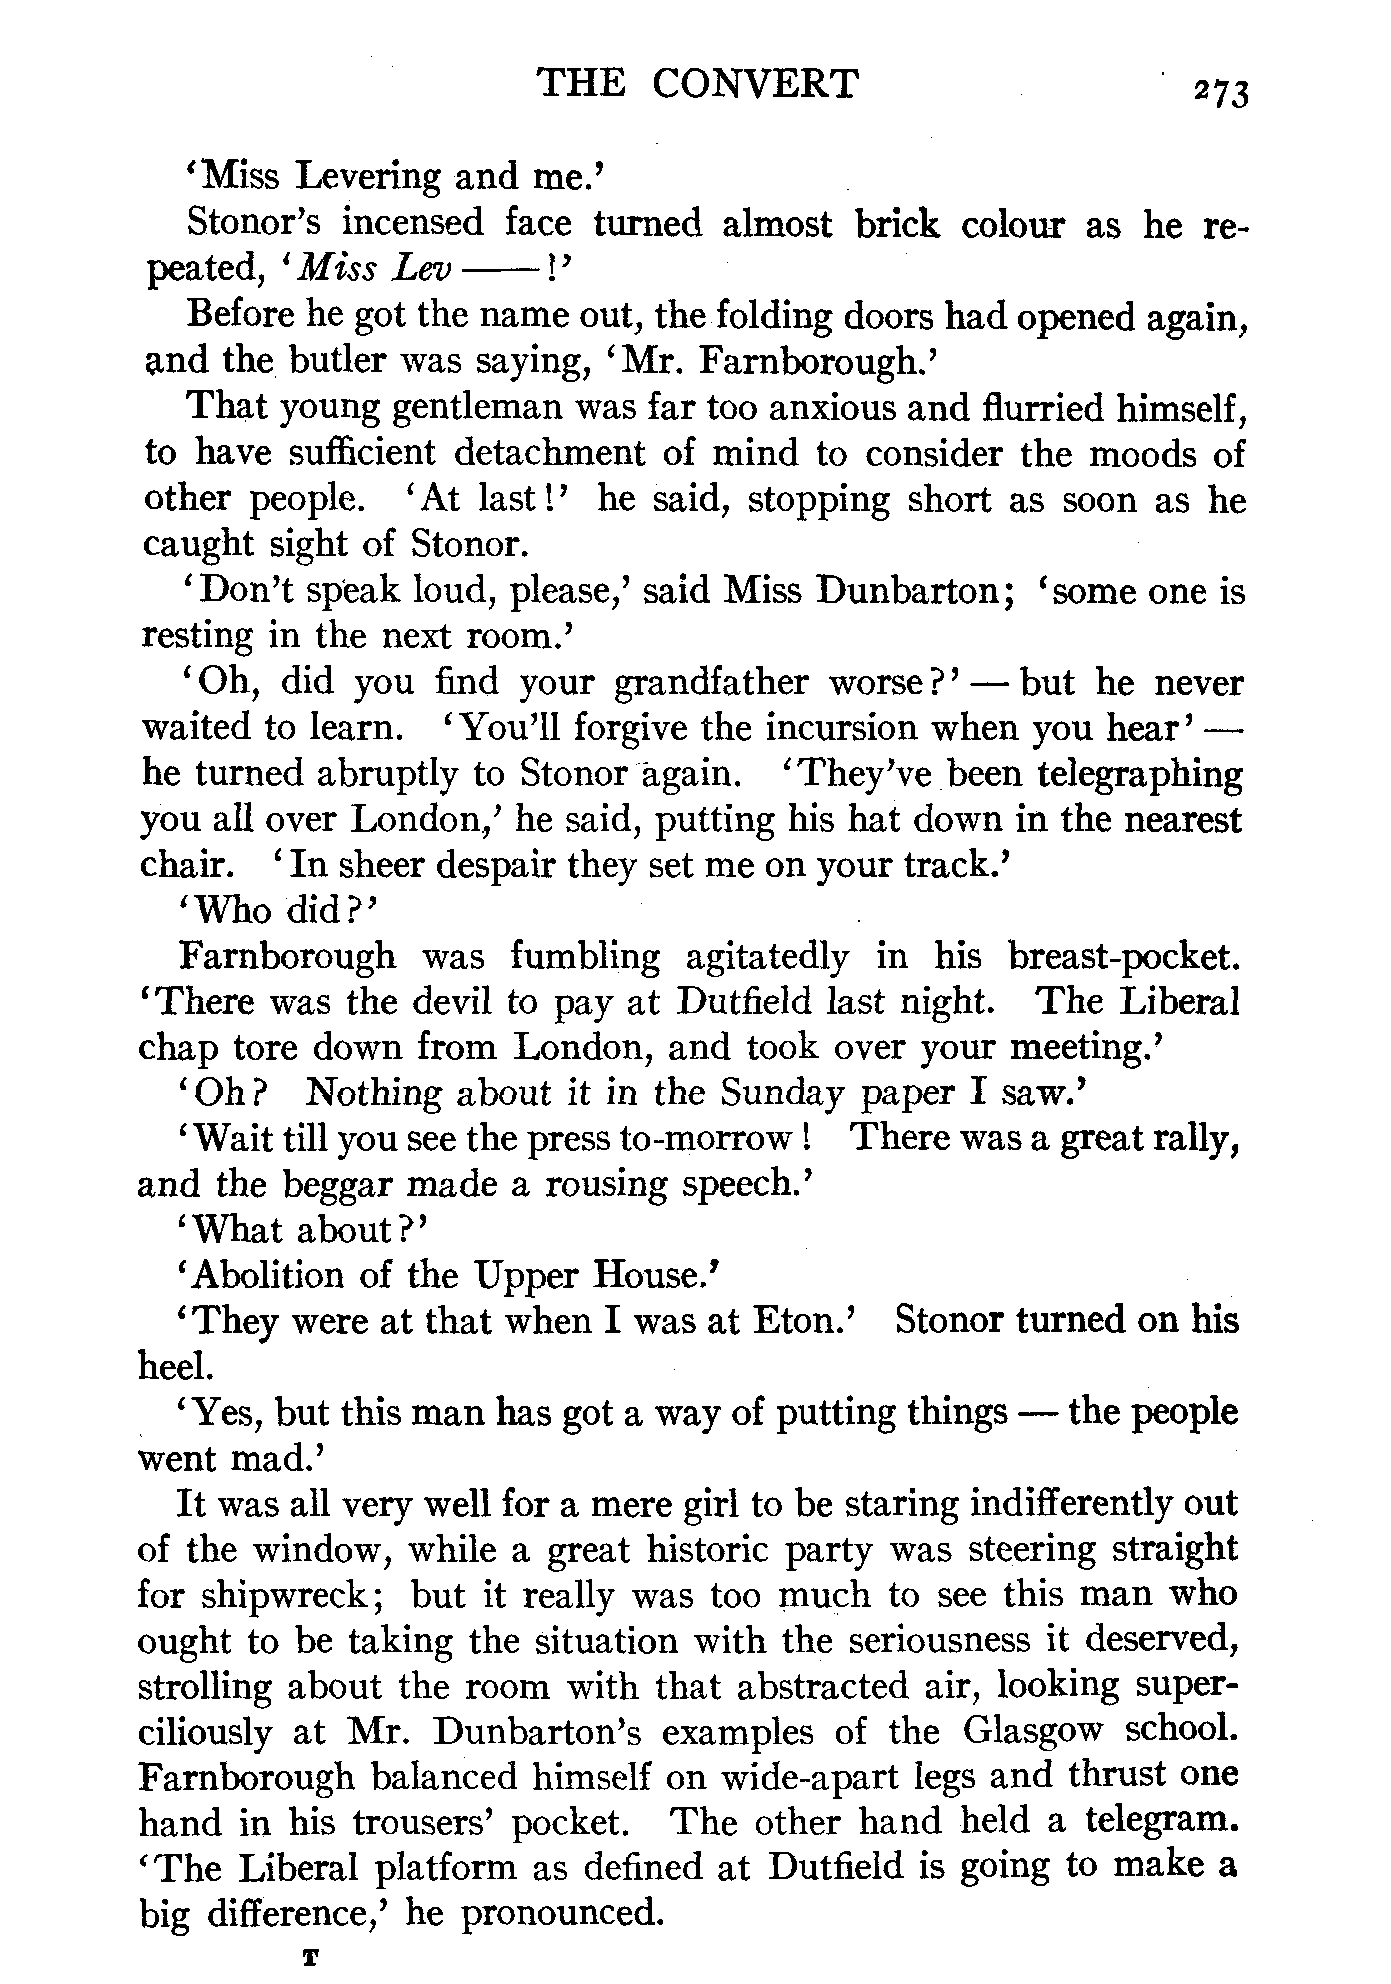 THE CONVERT 273
‘Miss Levering and me.’
Stonor’s incensed face turned almost brick colour as he re-
peated, ‘Miss Lev —— !’
Before he got the name out, the folding doors had opened again,
and the butler was saying, ‘Mr. Farnborough.’
That young gentleman was far too anxious and flurried himself,
to have sufficient detachment of mind to consider the moods of
other people. ‘At last!’ he said, stopping short as soon as he
caught sight of Stonor.
‘Don’t speak loud, please,’ said Miss Dunbarton; ‘some one is
resting in the next room.’
‘Oh, did you find your grandfather worse?’ — but he never
waited to learn. ‘You’ll forgive the incursion when you hear’ —
he turned abruptly to Stonor again. ‘They’ve been telegraphing
you all over London,’ he said, putting his hat down in the nearest
chair. ‘In sheer despair they set me on your track.’
‘Who did?’
Farnborough was fumbling agitatedly in his breast-pocket.
‘There was the devil to pay at Dutfield last night. The Liberal
chap tore down from London, and took over your meeting.’
‘Oh? Nothing about it in the Sunday paper I saw.’
‘Wait till you see the press to-morrow! There was a great rally,
and the beggar made a rousing speech.’
‘What about?’
‘Abolition of the Upper House.’
‘They were at that when I was at Eton.’ Stonor turned on his
heel.
‘Yes, but this man has got a way of putting things — the people
went mad.’
It was all very well for a mere girl to be staring indifferently out
of the window, while a great historic party was steering straight
for shipwreck; but it really was too much to see this man who
ought to be taking the situation with the seriousness it deserved,
strolling about the room with that abstracted air, looking super-
ciliously at Mr. Dunbarton’s examples of the Glasgow school.
Farnborough balanced himself on wide-apart legs and thrust one
hand in his trousers’ pocket. The other hand held a telegram.
‘The Liberal platform as defined at Dutfield is going to make a
big difference,’ he pronounced.
T